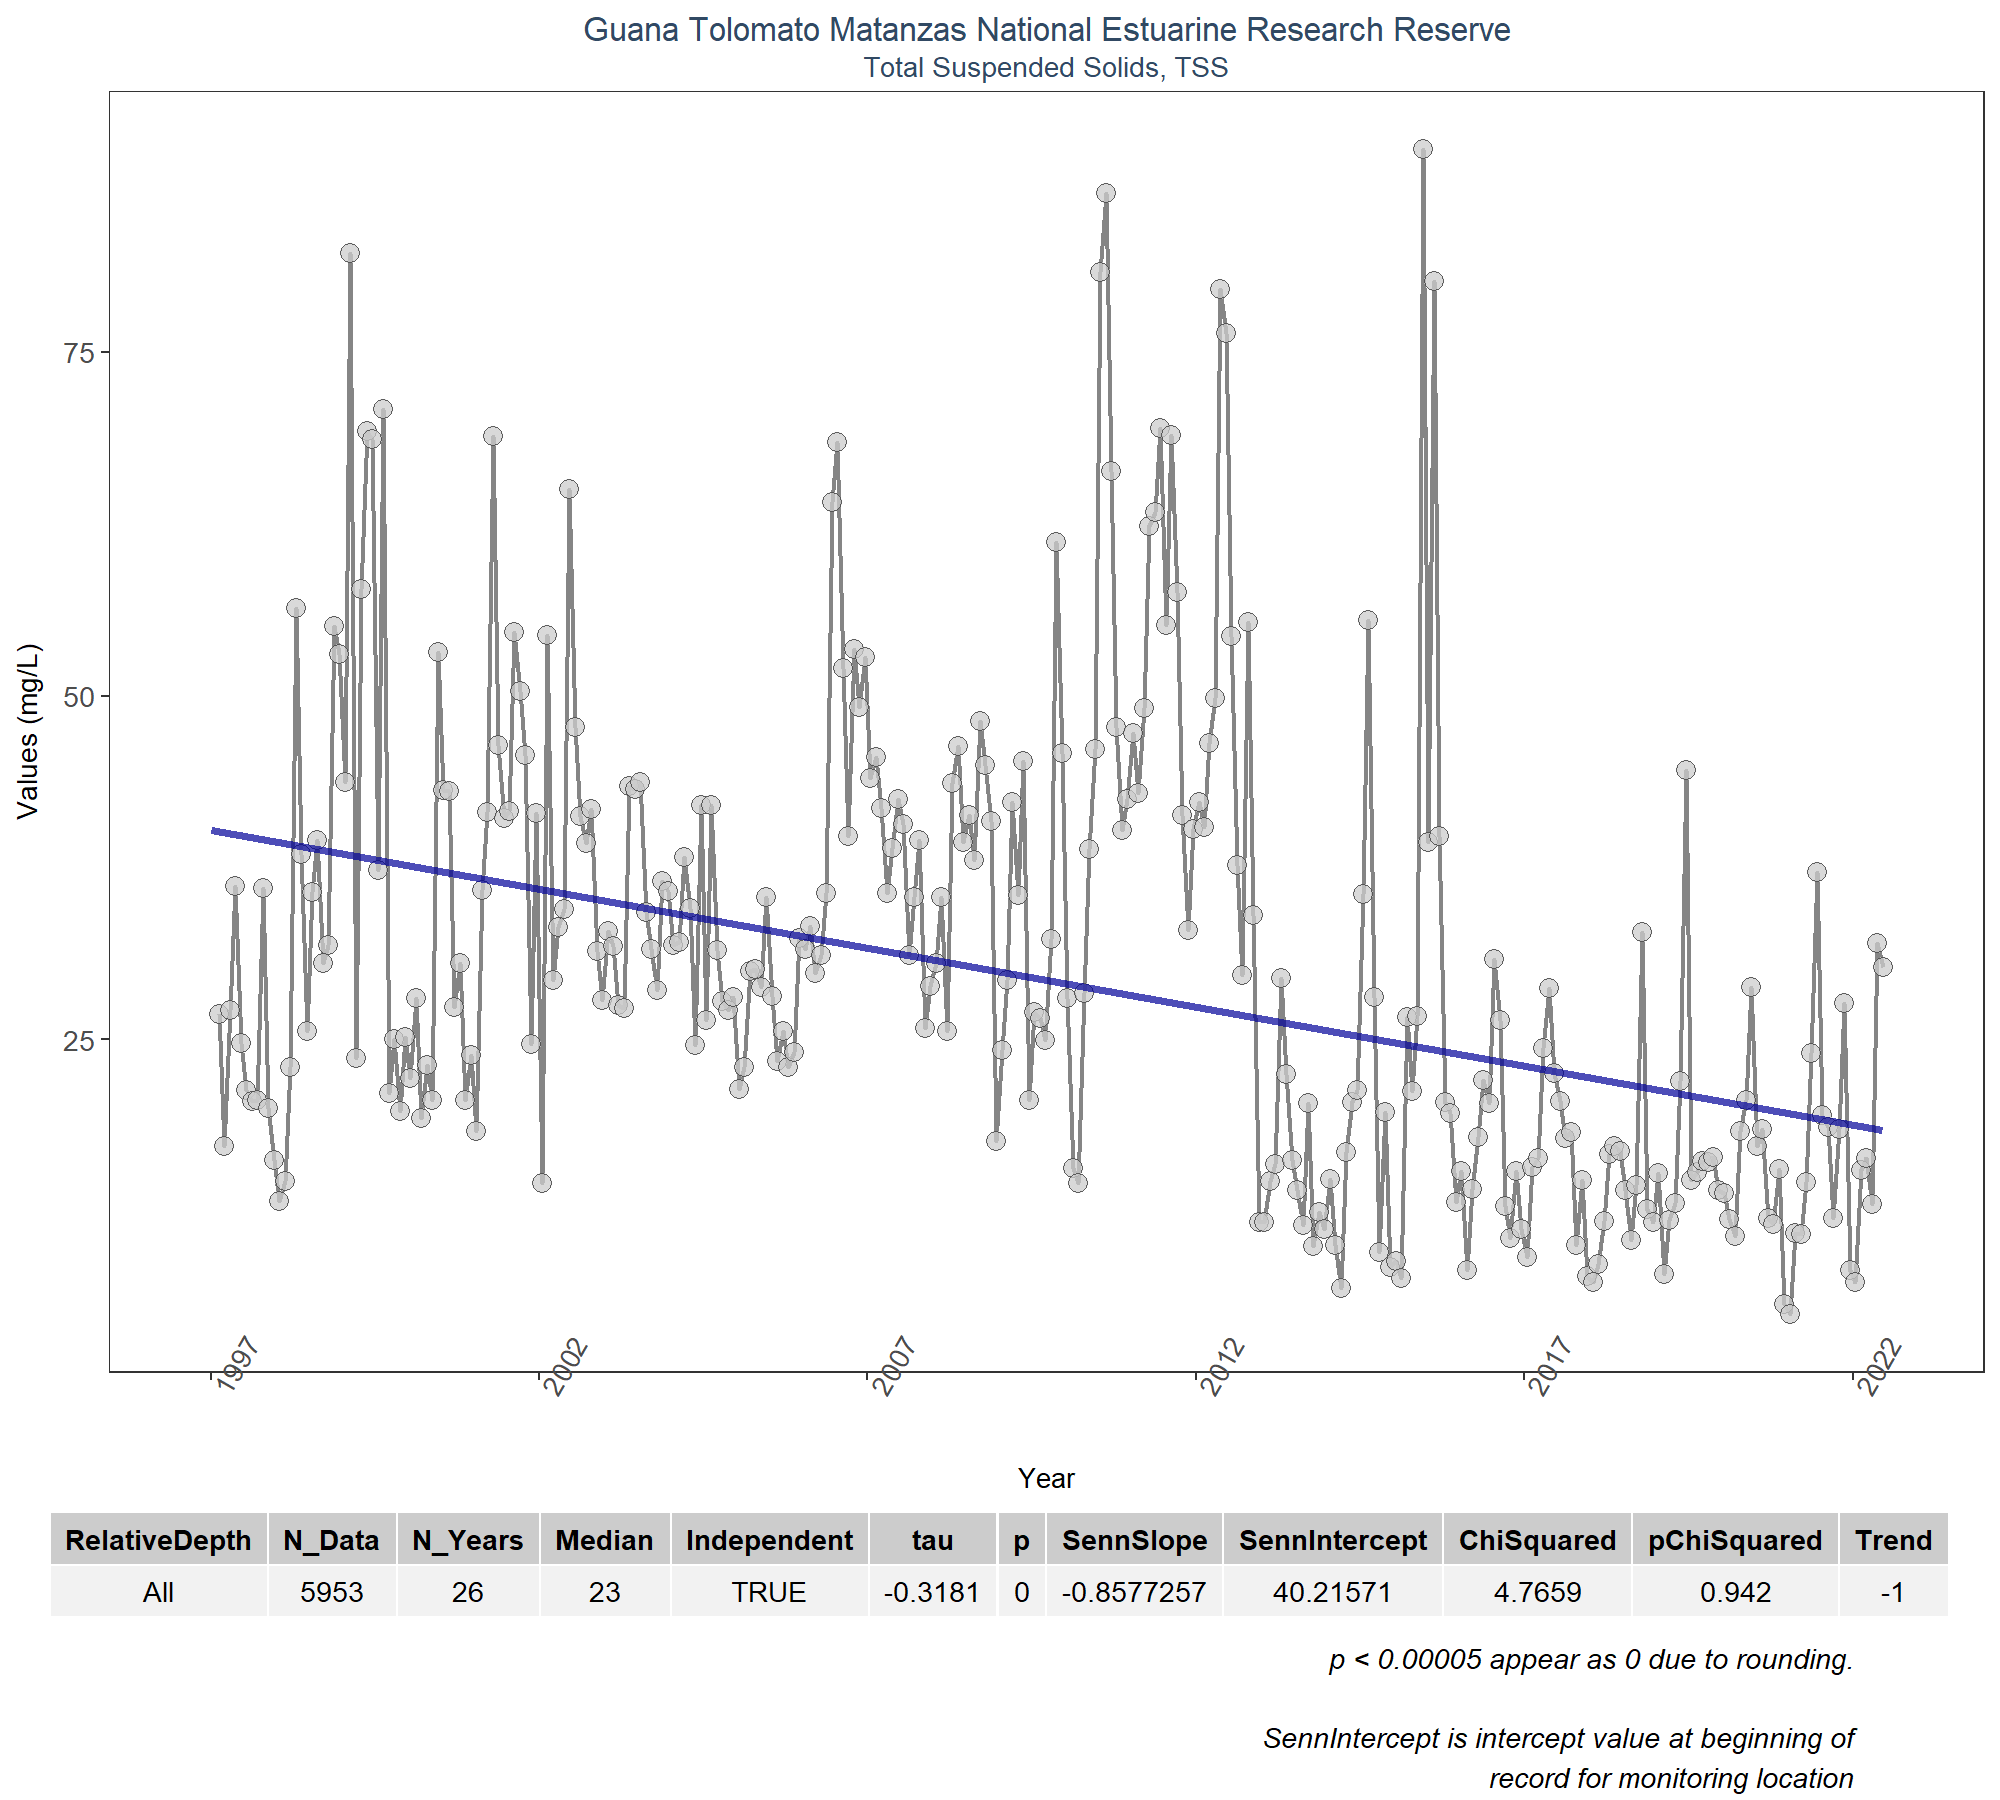 Guana Tolomato Matanzas National Estuarine Research Reserve
Total Suspended Solids, TSS
Values (mg/L)
75
50
25
1997 2002 2007 2012 2017 2022
Year
RelativeDepth N_Data N_Years Median Independent tau p SennSlope SennIntercept ChiSquared pChiSquared Trend
All 5953 26 23 TRUE -0.3181 0 -0.8577257 40.21571 4.7659 0.942 -1
p < 0.00005 appear as 0 due to rounding.
SennIntercept is intercept value at beginning of
record for monitoring location